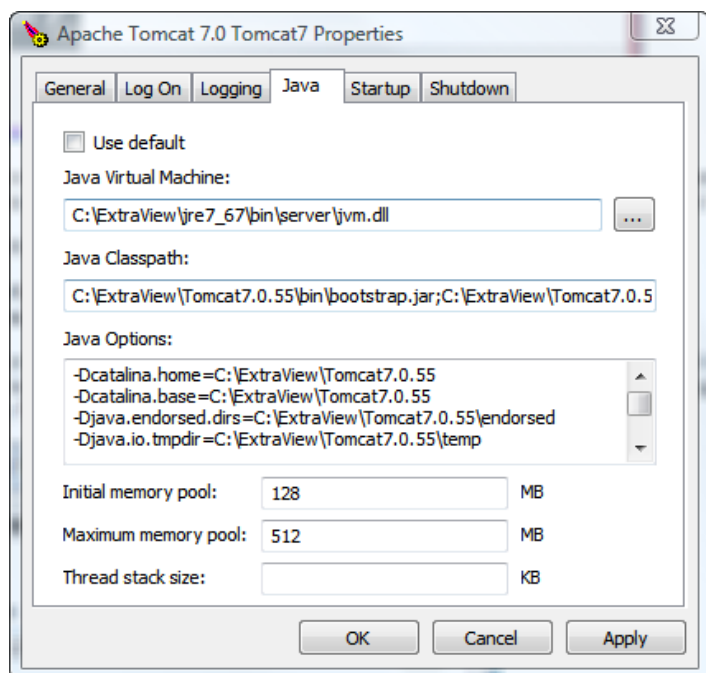 Apache Tomcat 7.0 Tomcat7 Properties
General Log On Logging Java Startup Shutdown
Use default
Java Virtual Machine:
C:\ExtraView\jre7_67\bin\server\jvm.dll ...
Java Classpath:
C:\ExtraView\Tomcat7.0.55\bin\bootstrap.jar;C:\ExtraView\Tomcat7.0.5
Java Options:
-Dcatalina.home=C:\ExtraView\Tomcat7.0.55
-Dcatalina.base=C:\ExtraView\Tomcat7.0.55
-Djava.endorsed.dirs=C:\ExtraView\Tomcat7.0.55\endorsed
-Djava.io.tmpdir=C:\ExtraView\Tomcat7.0.55\temp
Initial memory pool: 128 MB
Maximum memory pool: 512 MB
Thread stack size: KB
OK Cancel Apply